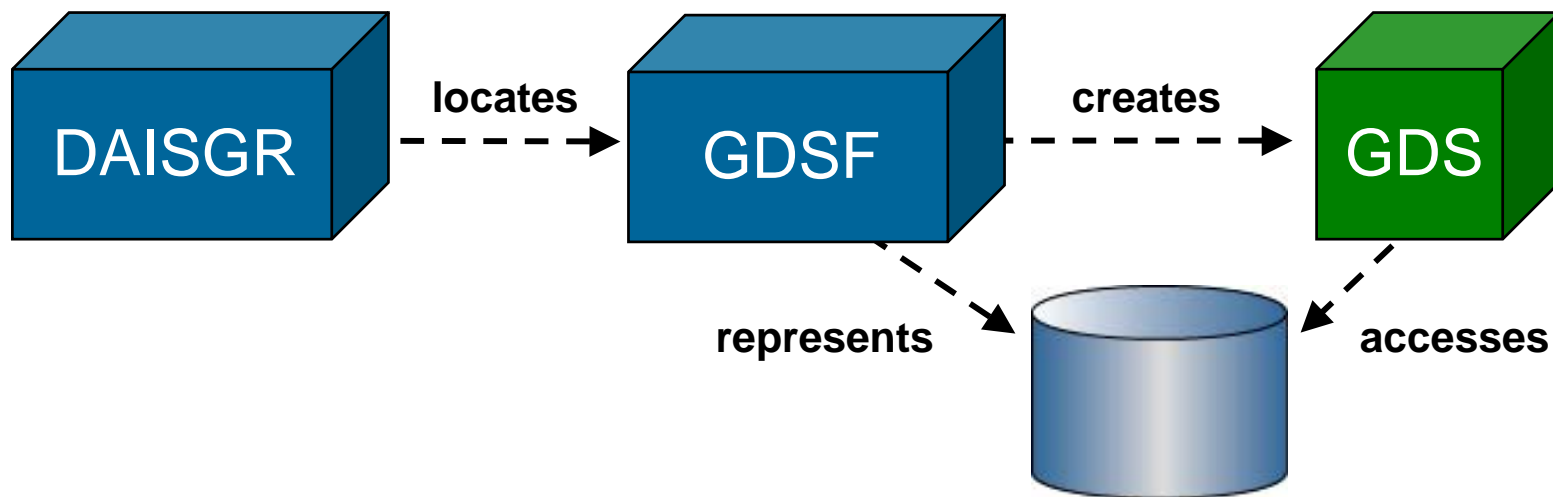 locates
creates
DAISGR
GDSF
GDS
represents
accesses